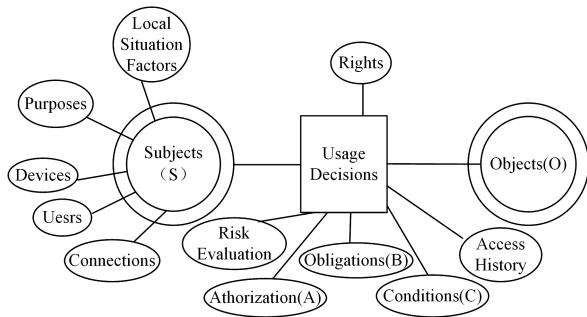 Local
Situation
Factors
Rights
Purposes
Subjects
（S）
Usage
Decisions
Objects(O)
Devices
Uesrs
Connections
Risk
Evaluation
Obligations(B)
Access
History
Athorization(A)
Conditions(C)